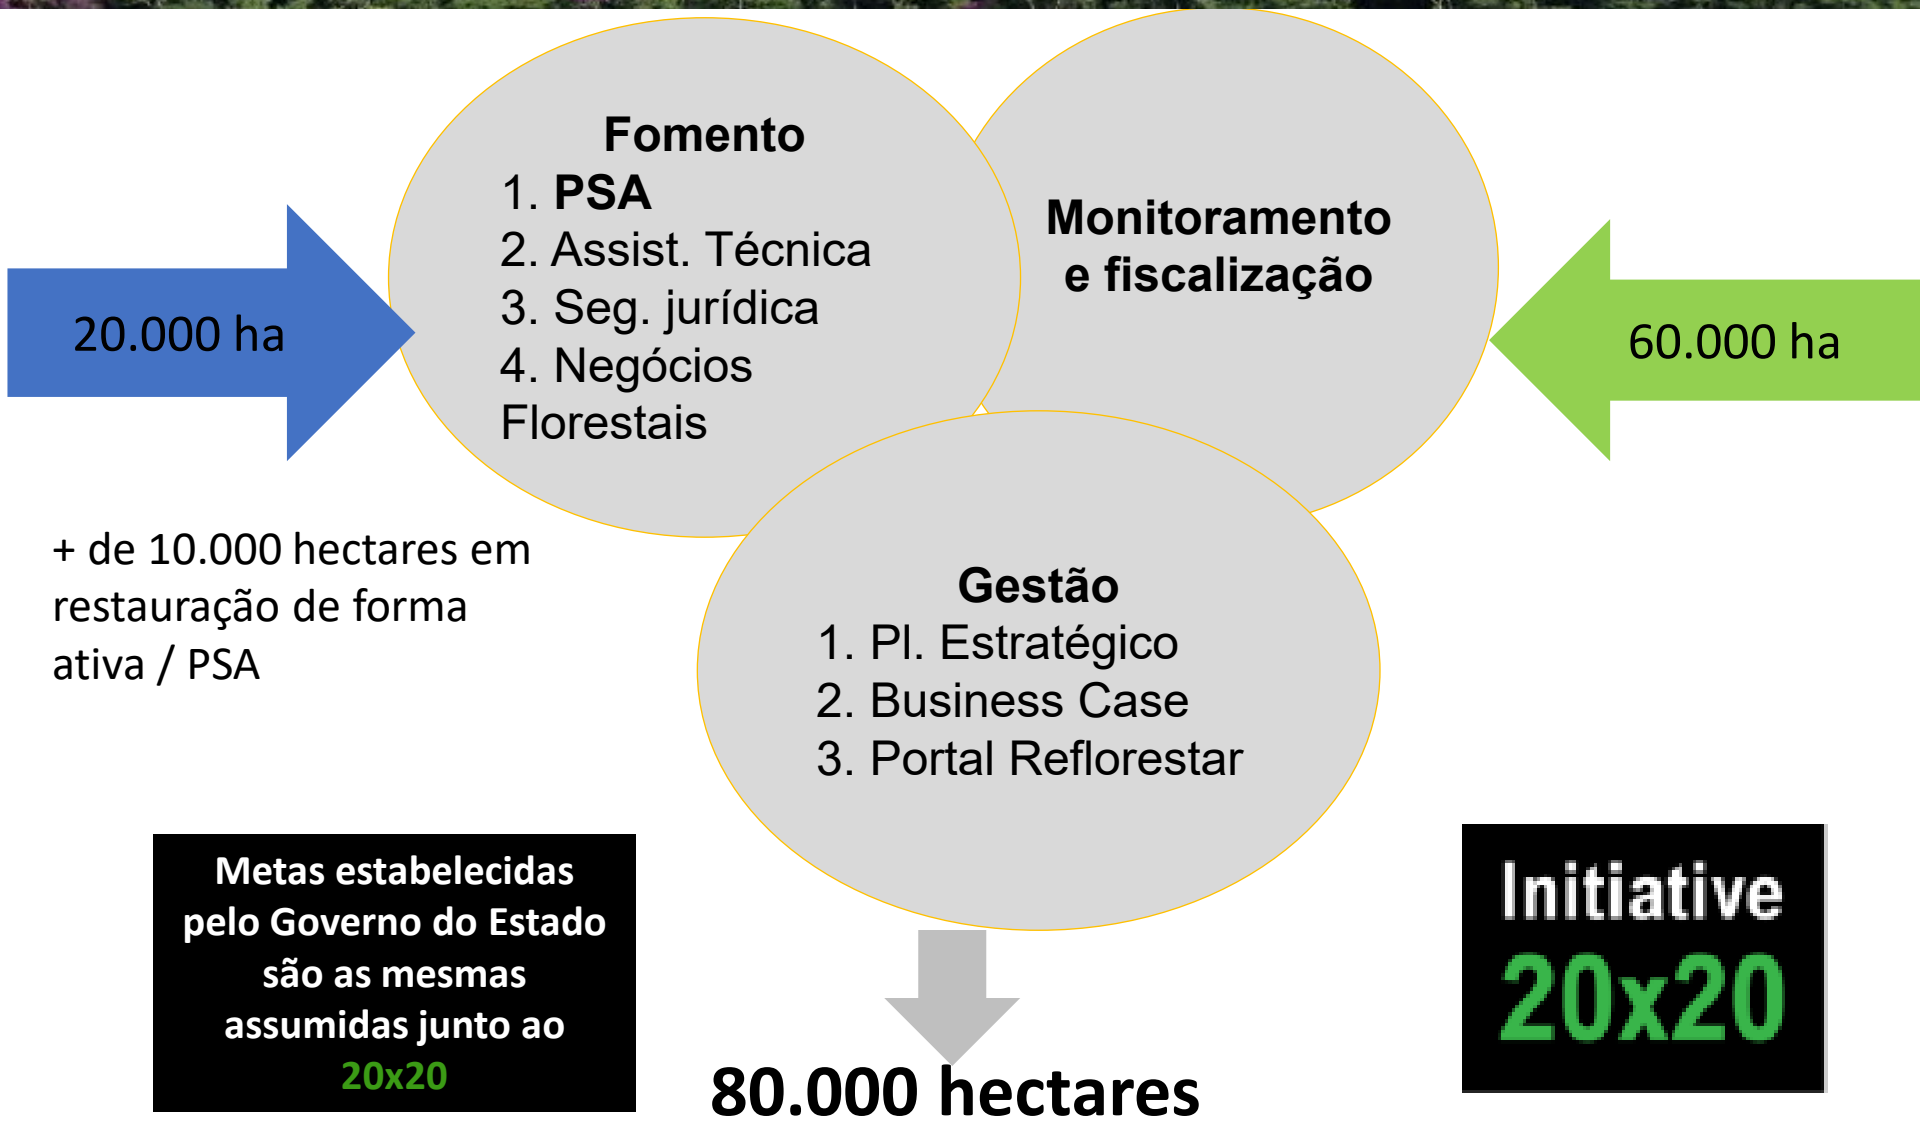 Fomento
1. PSA
2. Assist. Técnica
3. Seg. jurídica
4. Negócios
Florestais
Monitoramento
e fiscalização
20.000 ha
60.000 ha
+ de 10.000 hectares em
restauração de forma
ativa / PSA
Gestão
1. Pl. Estratégico
2. Business Case
3. Portal Reflorestar
Metas estabelecidas
pelo Governo do Estado
são as mesmas
assumidas junto ao
20x20
Initiative
20x20
80.000 hectares